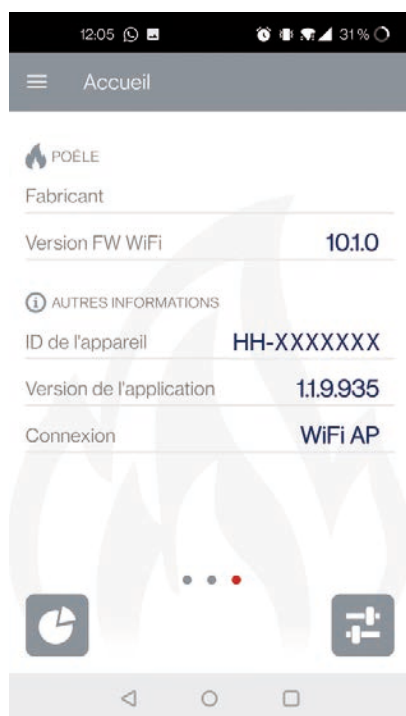 12:05 31%
Accueil
POÊLE
Fabricant
Version FW WiFi 10.1.0
AUTRES INFORMATIONS
ID de l'appareil HH-XXXXXXX
Version de l'application 1.1.9.935
Connexion WiFi AP